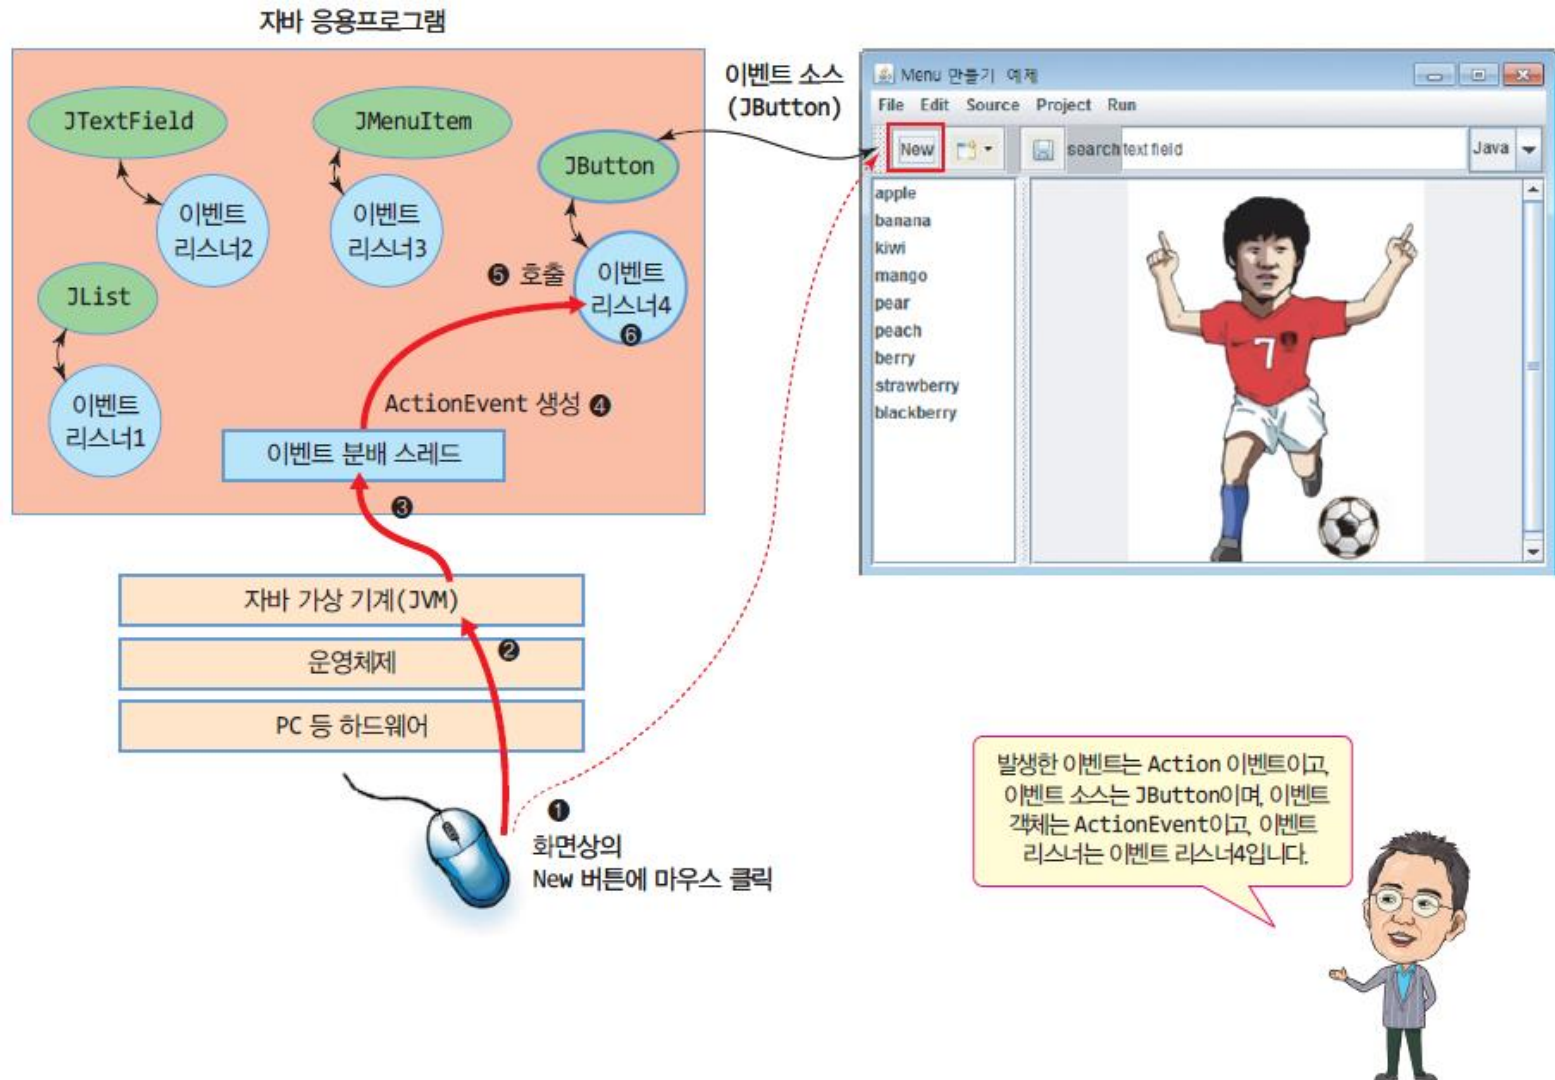 자바 응용프로그램
JTextField
이벤트
리스너2
JMenuItem
이벤트
리스너3
JButton
이벤트
리스너4
❻
❺ 호출
JList
이벤트
리스너1
ActionEvent 생성 ❹
이벤트 분배 스레드
❸
자바 가상 기계(JVM)
❷
운영체제
PC 등 하드웨어
❶
화면상의
New 버튼에 마우스 클릭
이벤트 소스
(JButton)
Menu 만들기 예제
File Edit Source Project Run
New
search text field
Java
apple
banana
kiwi
mango
pear
peach
berry
strawberry
blackberry
7
발생한 이벤트는 Action 이벤트이고,
이벤트 소스는 JButton이며, 이벤트
객체는 ActionEvent이고, 이벤트
리스너는 이벤트 리스너4입니다.